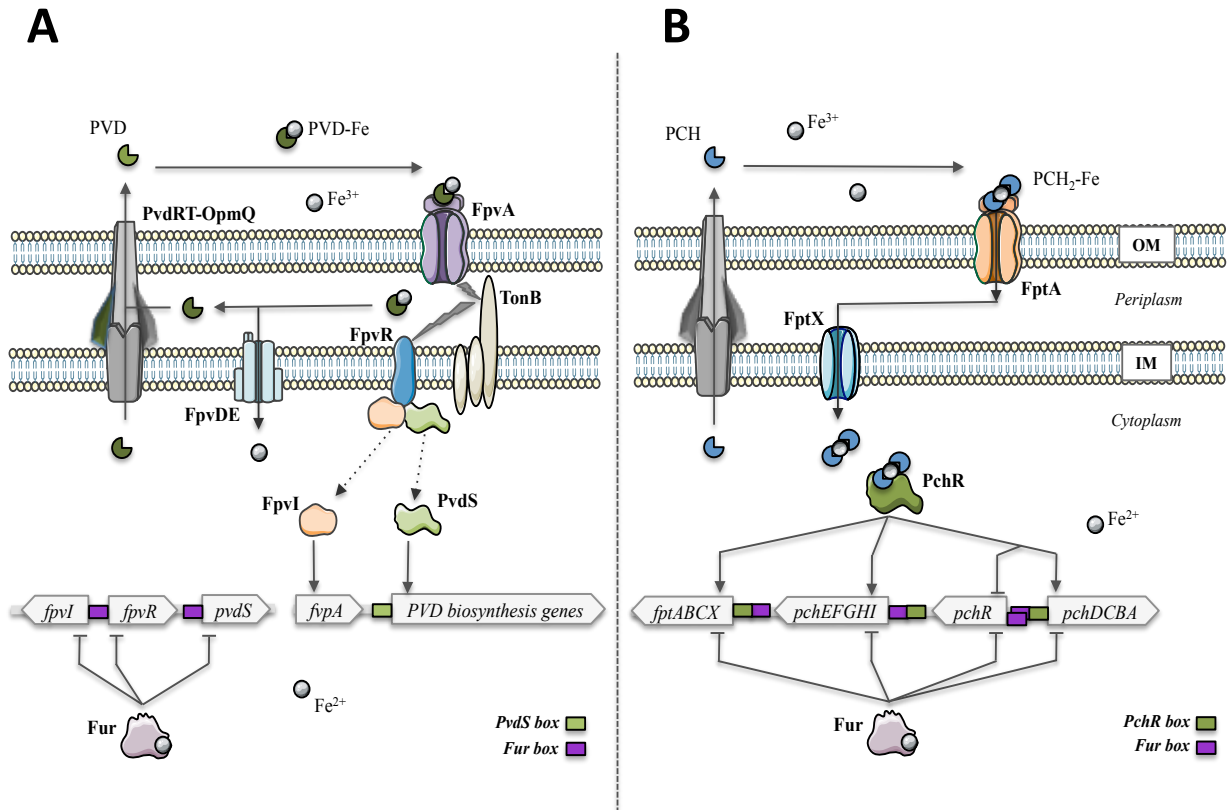 A
PVD
PVD-Fe
Fe3+
PvdRT-OpmQ
FpvA
TonB
FpvR
FpvDE
FpvI
PvdS
fpvI
fpvR
pvdS
fvpA
PVD biosynthesis genes
Fe2+
Fur
PvdS box
Fur box
B
PCH
Fe3+
PCH2-Fe
OM
FptA
Periplasm
FptX
IM
Cytoplasm
PchR
Fe2+
fptABCX
pchEFGHI
pchR
pchDCBA
Fur
PchR box
Fur box